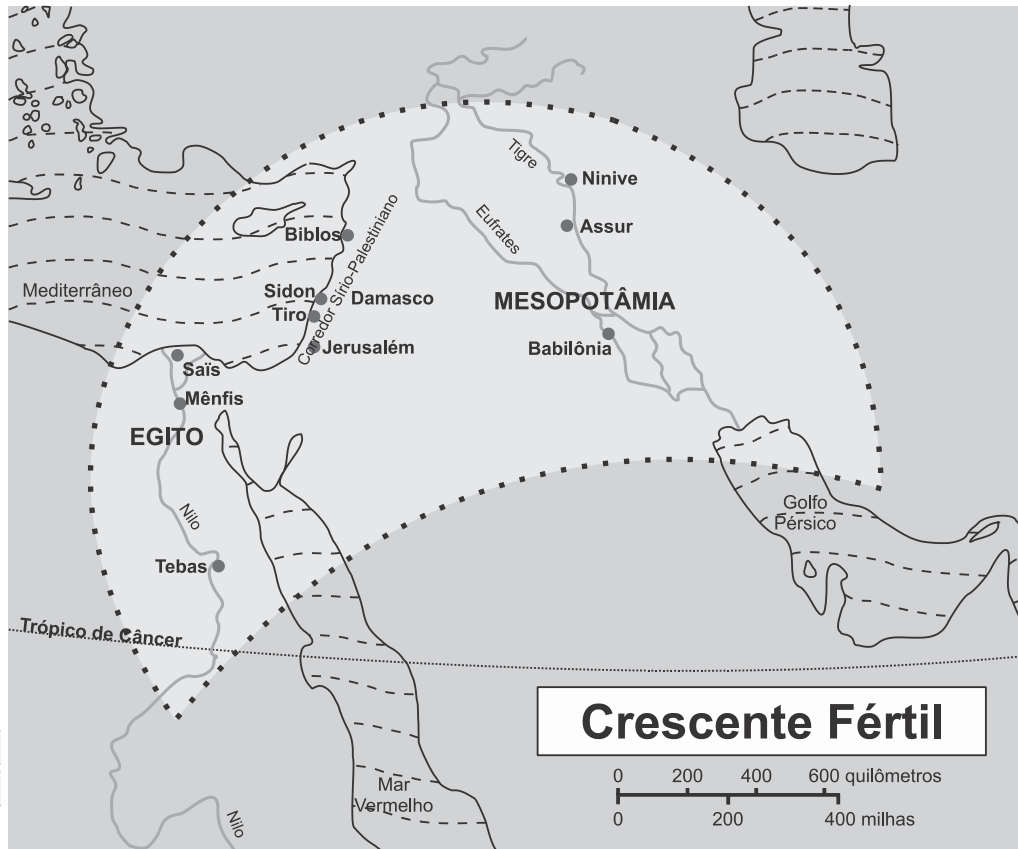 Tigre
Ninive
Eufrates
Assur
Biblos
Corredor Sírio-Palestiniano
Mediterrâneo
Sidon
Damasco
MESOPOTÂMIA
Tiro
Babilônia
Jerusalém
Saïs
Mênfis
EGITO
Nilo
Golfo
Pérsico
Tebas
Trópico de Câncer
Crescente Fértil
Mar
Vermelho
Nilo
0 200 400 600 quilômetros
0 200 400 milhas